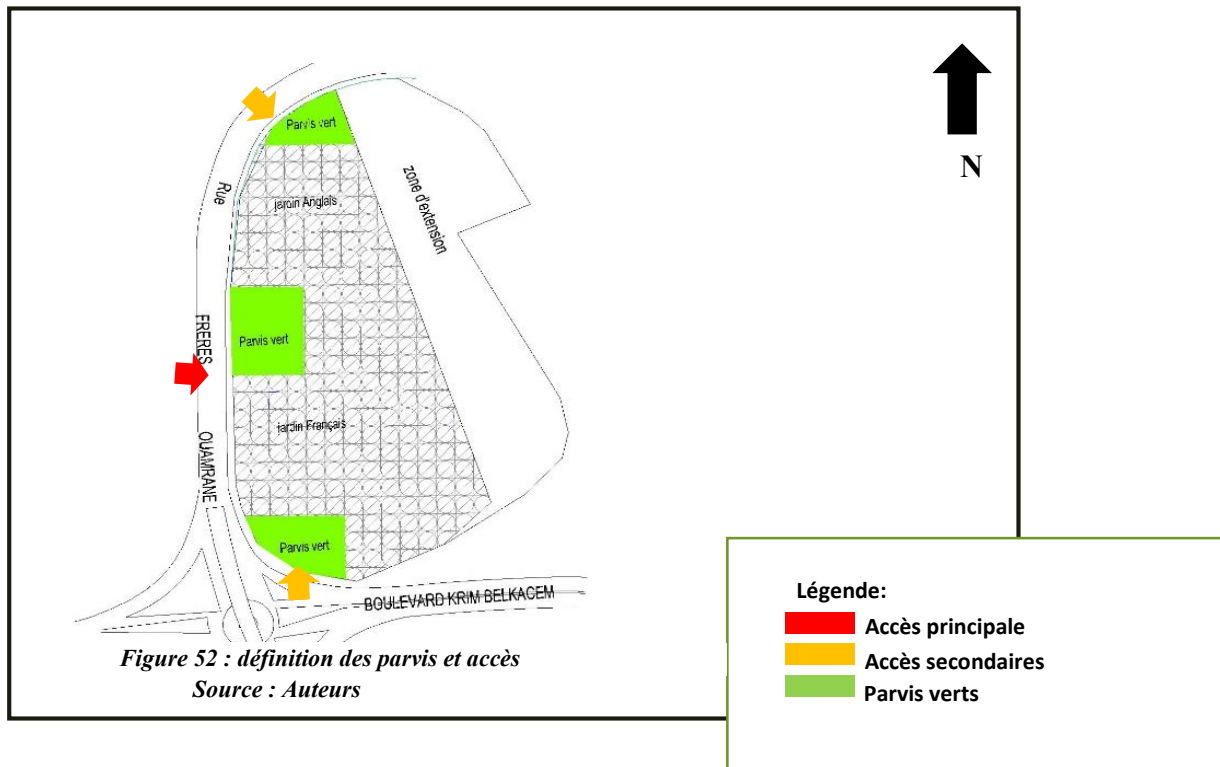 Parvis vert
N
Rue
jardin Anglais
zone d'extension
FRERES
Parvis vert
jardin Français
OUAMRANE
Parvis vert
BOULEVARD KRIM BELKACEM
Figure 52 : définition des parvis et accès
Source : Auteurs
Légende:
Accès principale
Accès secondaires
Parvis verts